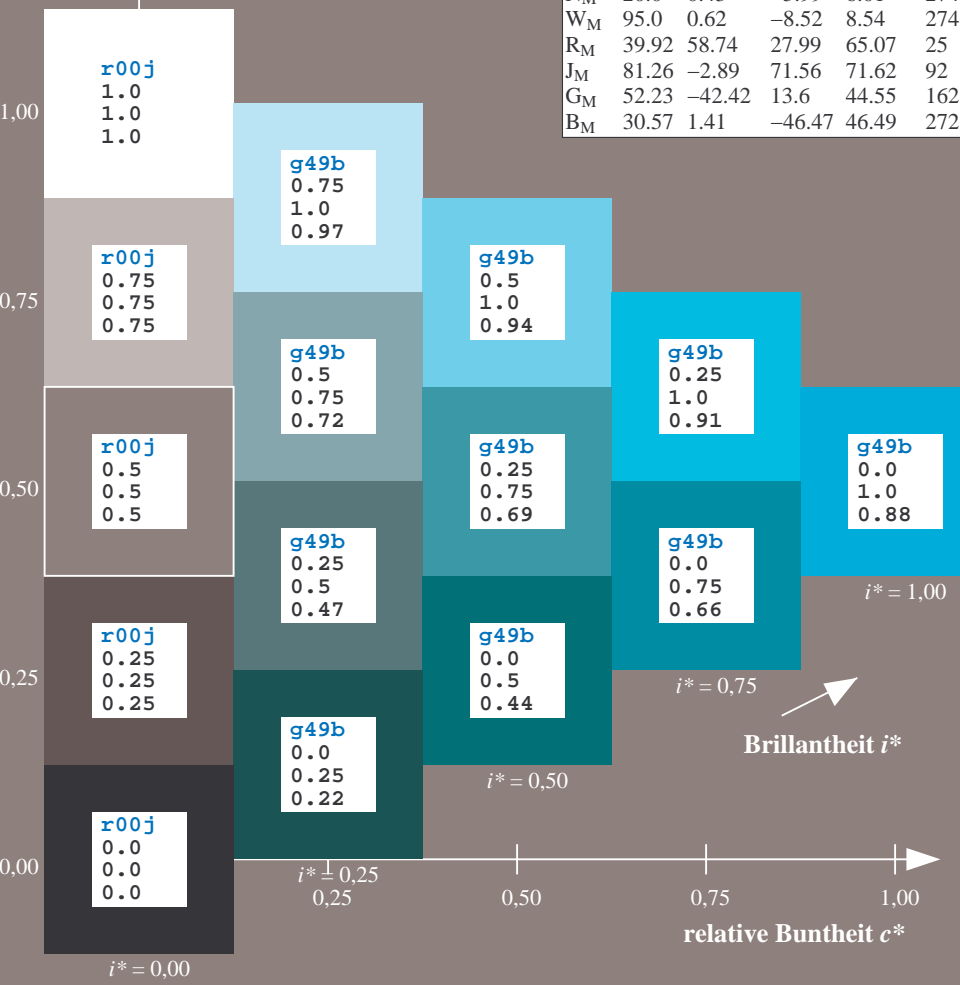 W_M 95.0 0.62 –8.52 8.54 274
R_M 39.92 58.74 27.99 65.07 25
J_M 81.26 –2.89 71.56 71.62 92
G_M 52.23 –42.42 13.6 44.55 162
B_M 30.57 1.41 –46.47 46.49 272
1,00
0,75
0,50
0,25
0,00
r00j
1.0
1.0
1.0
r00j
0.75
0.75
0.75
r00j
0.5
0.5
0.5
r00j
0.25
0.25
0.25
r00j
0.0
0.0
0.0
i* = 0,00
g49b
0.75
1.0
0.97
g49b
0.5
0.75
0.72
g49b
0.25
0.5
0.47
g49b
0.0
0.25
0.22
i* = 0,25
g49b
0.5
1.0
0.94
g49b
0.25
0.75
0.69
g49b
0.0
0.5
0.44
i* = 0,50
g49b
0.25
1.0
0.91
g49b
0.0
0.75
0.66
i* = 0,75
g49b
0.0
1.0
0.88
i* = 1,00
Brillantheit i*
0,25 0,50 0,75 1,00
relative Buntheit c*